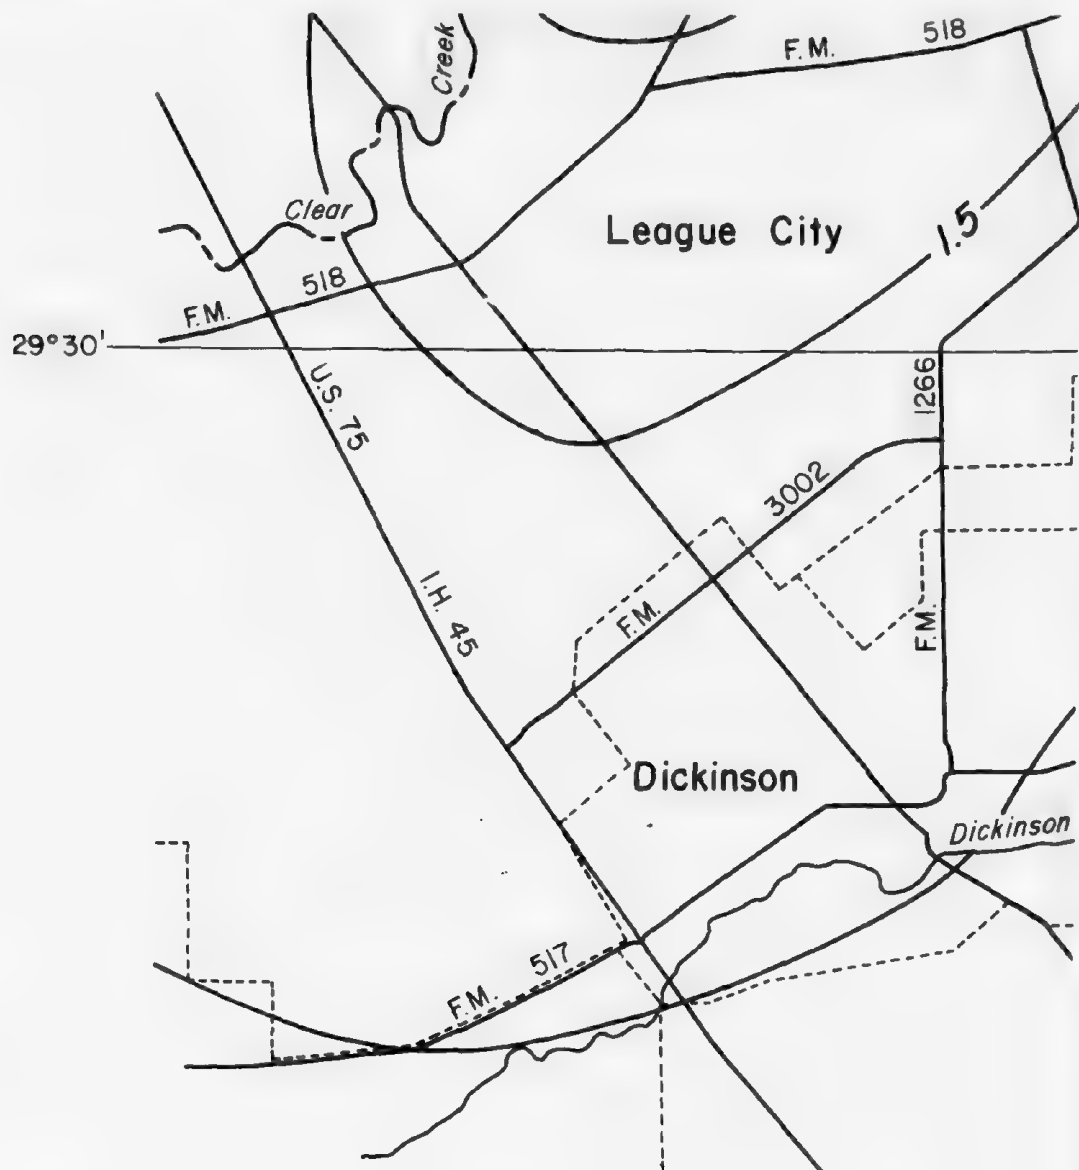 Creek
F.M. 518
Clear
League City
1.5
F.M. 518
29°30'
U.S. 75
1266
3002
I.H. 45
F.M.
F.M.
Dickinson
Dickinson
517
F.M.